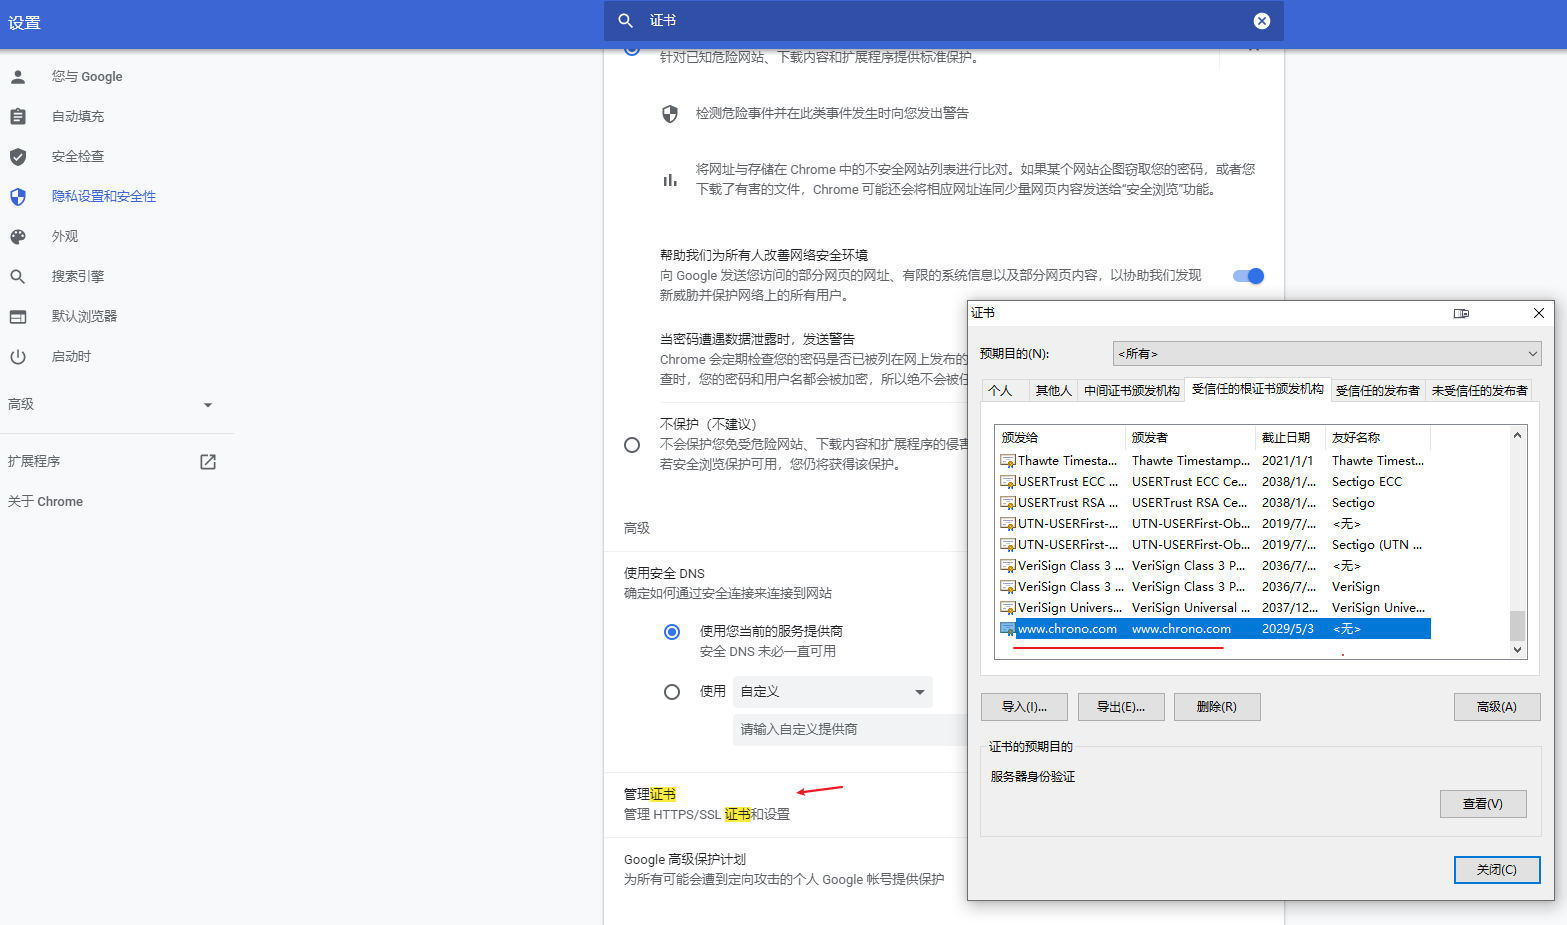 设置
证书
您与 Google
自动填充
安全检查
隐私设置和安全性
外观
搜索引擎
默认浏览器
启动时
高级
扩展程序
关于 Chrome
针对已知危险网站、下载内容和扩展程序提供标准保护。
检测危险事件并在此类事件发生时向您发出警告
将网址与存储在 Chrome 中的不安全网站列表进行比对。如果某个网站企图窃取您的密码，或者您
下载了有害的文件，Chrome 可能还会将相应网址连同少量网页内容发送给“安全浏览”功能。
帮助我们为所有人改善网络安全环境
向 Google 发送您访问的部分网页的网址、有限的系统信息以及部分网页内容，以协助我们发现
新威胁并保护网络上的所有用户。
当密码遭遇数据泄露时，发送警告
Chrome 会定期检查您的密码是否已被列在网上发布的
查时，您的密码和用户名都会被加密，所以绝不会被任
不保护（不建议）
不会保护您免受危险网站、下载内容和扩展程序的侵害
若安全浏览保护可用，您仍将获得该保护。
高级
使用安全 DNS
确定如何通过安全连接来连接到网站
使用您当前的服务提供商
安全 DNS 未必一直可用
使用 自定义
请输入自定义提供商
管理证书
管理 HTTPS/SSL 证书和设置
Google 高级保护计划
为所有可能会遭到定向攻击的个人 Google 帐号提供保护
证书
预期目的(N): <所有>
个人 其他人 中间证书颁发机构 受信任的根证书颁发机构 受信任的发布者 未受信任的发布者
颁发给 颁发者 截止日期 友好名称
Thawte Timesta... Thawte Timestamp... 2021/1/1 Thawte Timest...
USERTrust ECC ... USERTrust ECC Ce... 2038/1/... Sectigo ECC
USERTrust RSA ... USERTrust RSA Ce... 2038/1/... Sectigo
UTN-USERFirst-... UTN-USERFirst-Ob... 2019/7/... <无>
UTN-USERFirst-... UTN-USERFirst-Ob... 2019/7/... Sectigo (UTN ...
VeriSign Class 3 ... VeriSign Class 3 P... 2036/7/... <无>
VeriSign Class 3 ... VeriSign Class 3 P... 2036/7/... VeriSign
VeriSign Univers... VeriSign Universal ... 2037/12... VeriSign Unive...
www.chrono.com www.chrono.com 2029/5/3 <无>
导入(I)... 导出(E)... 删除(R) 高级(A)
证书的预期目的
服务器身份验证
查看(V)
关闭(C)